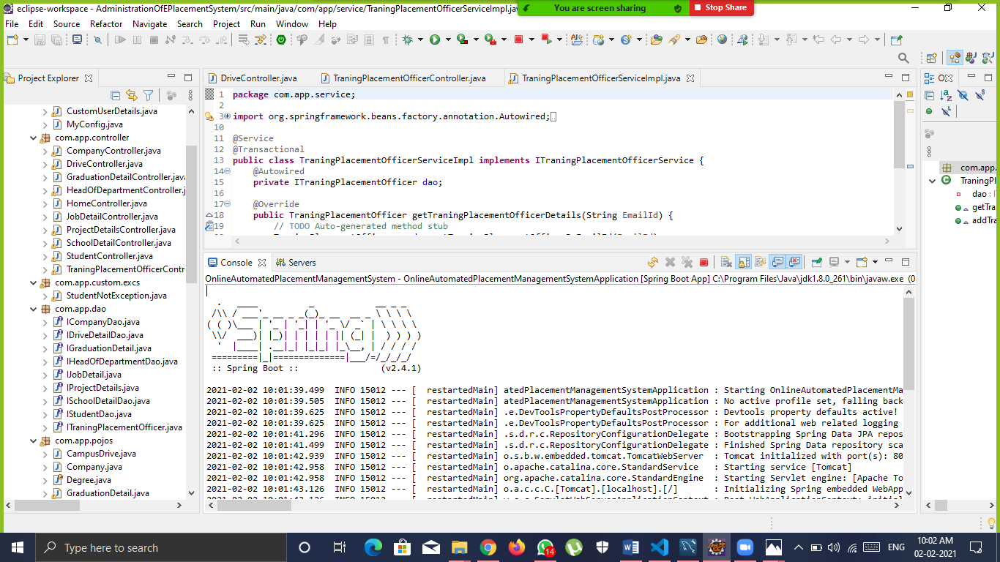 eclipse-workspace - AdministrationOfEPlacementSystem/src/main/java/com/app/service/TraningPlacementOfficerServiceImpl.jav
You are screen sharing
Stop Share
File Edit Source Refactor Navigate Search Project Run Window Help
Project Explorer
CustomUserDetails.java
MyConfig.java
com.app.controller
CompanyController.java
DriveController.java
GraduationDetailController.java
HeadOfDepartmentController.j
HomeController.java
JobDetailController.java
ProjectDetailsController.java
SchoolDetailController.java
StudentController.java
TraningPlacementOfficerContr
com.app.custom.excs
StudentNotException.java
com.app.dao
ICompanyDao.java
IDriveDetailDao.java
IGraduationDetail.java
IHeadOfDepartmentDao.java
IJobDetail.java
IProjectDetails.java
ISchoolDetailDao.java
IStudentDao.java
ITraningPlacementOfficer.java
com.app.pojos
CampusDrive.java
Company.java
Degree.java
GraduationDetail.java
DriveController.java TraningPlacementOfficerController.java TraningPlacementOfficerServiceImpl.java
1 package com.app.service;
2
3 import org.springframework.beans.factory.annotation.Autowired;
10
11 @Service
12 @Transactional
13 public class TraningPlacementOfficerServiceImpl implements ITraningPlacementOfficerService {
14 @Autowired
15 private ITraningPlacementOfficer dao;
16
17 @Override
18 public TraningPlacementOfficer getTraningPlacementOfficerDetails(String EmailId) {
19 // TODO Auto-generated method stub
O
com.app.
TraningPl
dao : I
getTra
addTra
Console Servers
OnlineAutomatedPlacementManagementSystem - OnlineAutomatedPlacementManagementSystemApplication [Spring Boot App] C:\Program Files\Java\jdk1.8.0_261\bin\javaw.exe (0
Spring
:: Spring Boot :: (v2.4.1)
2021-02-02 10:01:39.499 INFO 15012 --- [ restartedMain] atedPlacementManagementSystemApplication : Starting OnlineAutomatedPlacementMa
2021-02-02 10:01:39.505 INFO 15012 --- [ restartedMain] atedPlacementManagementSystemApplication : No active profile set, falling back
2021-02-02 10:01:39.625 INFO 15012 --- [ restartedMain] .e.DevToolsPropertyDefaultsPostProcessor : Devtools property defaults active!
2021-02-02 10:01:39.625 INFO 15012 --- [ restartedMain] .e.DevToolsPropertyDefaultsPostProcessor : For additional web related logging
2021-02-02 10:01:41.296 INFO 15012 --- [ restartedMain] .s.d.r.c.RepositoryConfigurationDelegate : Bootstrapping Spring Data JPA repos
2021-02-02 10:01:41.499 INFO 15012 --- [ restartedMain] .s.d.r.c.RepositoryConfigurationDelegate : Finished Spring Data repository sca
2021-02-02 10:01:42.939 INFO 15012 --- [ restartedMain] o.s.b.w.embedded.tomcat.TomcatWebServer : Tomcat initialized with port(s): 80
2021-02-02 10:01:42.958 INFO 15012 --- [ restartedMain] o.apache.catalina.core.StandardService : Starting service [Tomcat]
2021-02-02 10:01:42.958 INFO 15012 --- [ restartedMain] org.apache.catalina.core.StandardEngine : Starting Servlet engine: [Apache To
2021-02-02 10:01:43.126 INFO 15012 --- [ restartedMain] o.a.c.c.C.[Tomcat].[localhost].[/] : Initializing Spring embedded WebApp
Type here to search
14
ENG
10:02 AM
02-02-2021